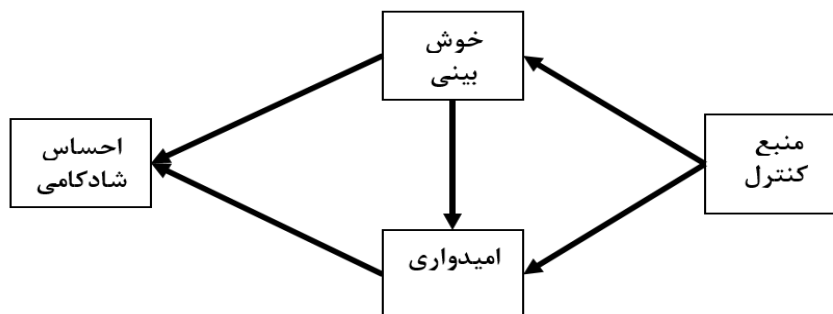 خوش
بینی
منبع
کنترل
احساس
شادکامی
امیدواری